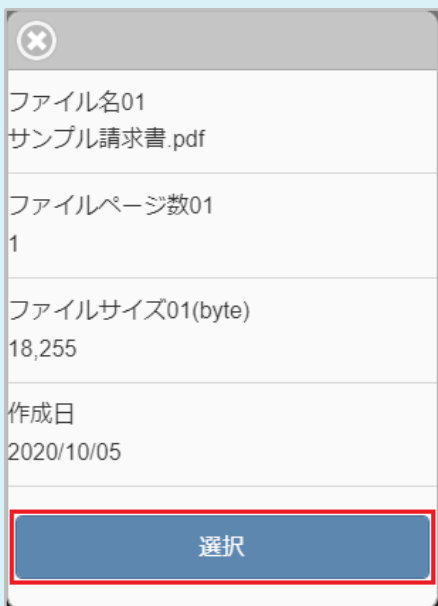 ファイル名01
サンプル請求書.pdf
ファイルページ数01
1
ファイルサイズ01(byte)
18,255
作成日
2020/10/05
選択